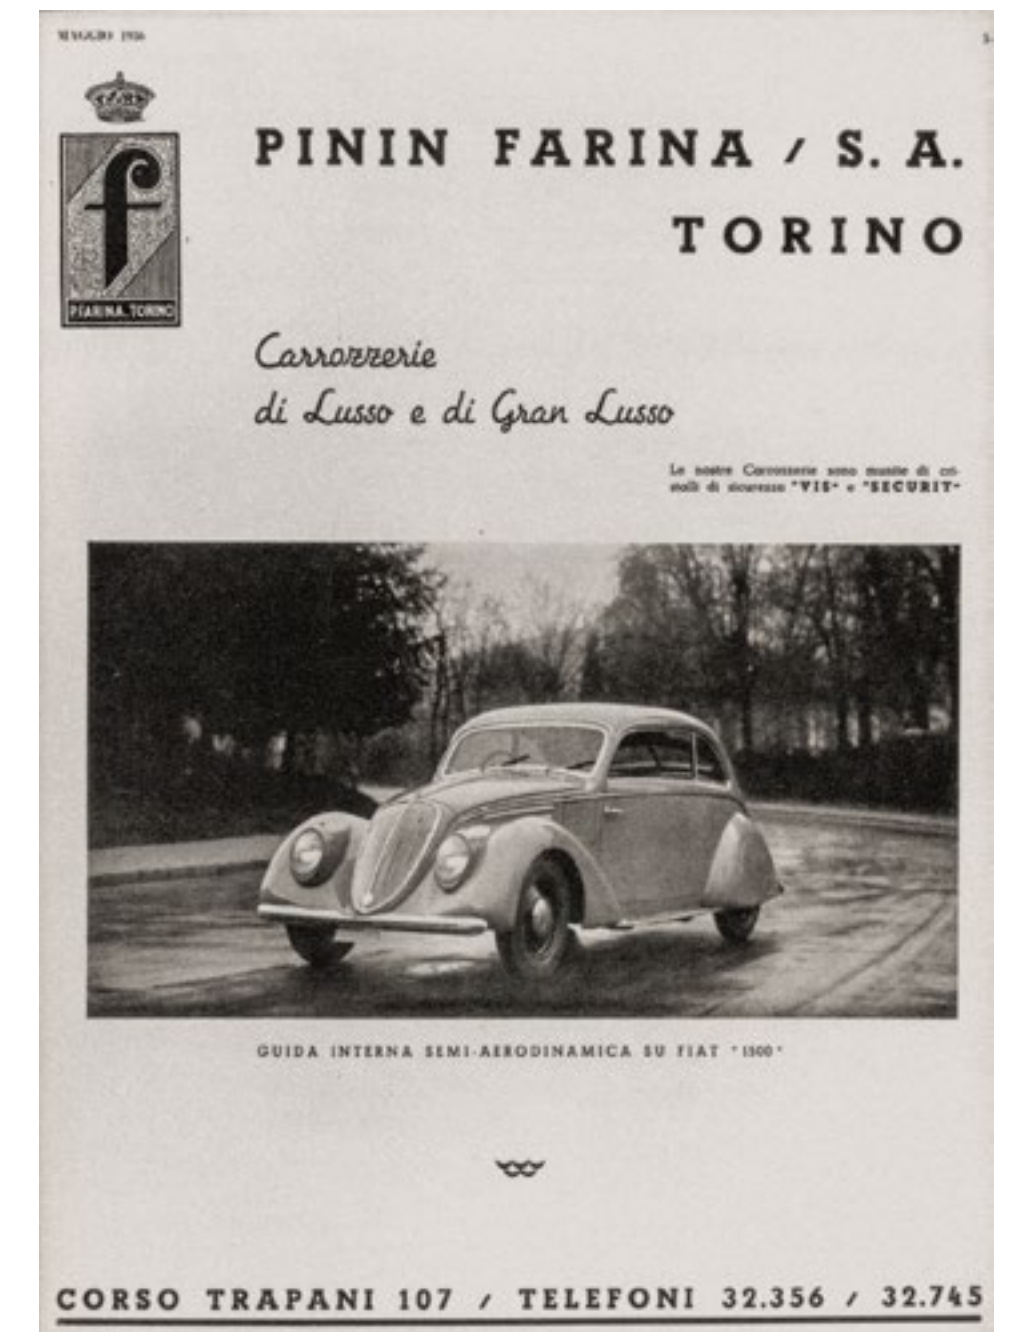 MAGGIO 1936
PININ FARINA / S. A.
TORINO
f
P.FARINA.TORINO
Carrozzerie
di Lusso e di Gran Lusso
Le nostre Carrozzerie sono munite di cri-
stalli di sicurezza "VIS" e "SECURIT"
GUIDA INTERNA SEMI-AERODINAMICA SU FIAT "1500"
CORSO TRAPANI 107 / TELEFONI 32.356 / 32.745